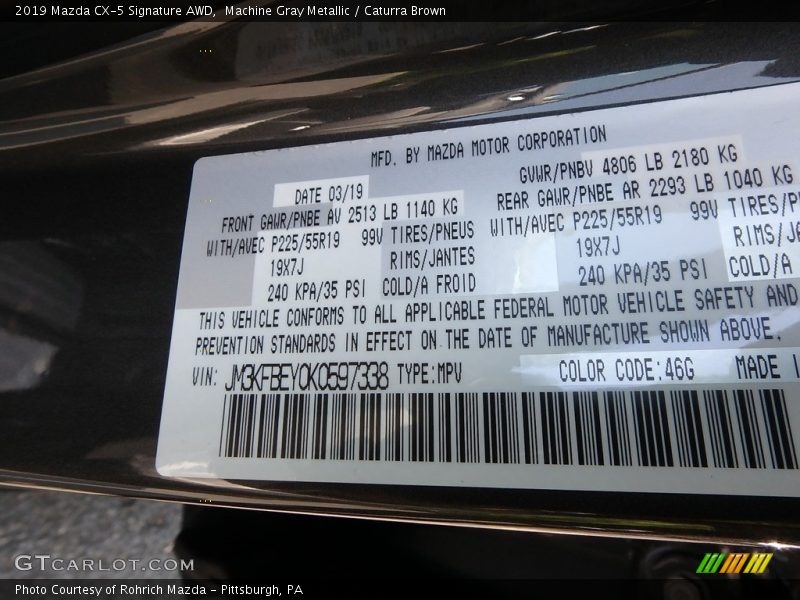 2019 Mazda CX-5 Signature AWD, Machine Gray Metallic / Caturra Brown
MFD. BY MAZDA MOTOR CORPORATION
DATE 03/19 GVWR/PNBV 4806 LB 2180 KG
FRONT GAWR/PNBE AV 2513 LB 1140 KG REAR GAWR/PNBE AR 2293 LB 1040 KG
WITH/AVEC P225/55R19 99V TIRES/PNEUS WITH/AVEC P225/55R19 99V TIRES/P
19X7J RIMS/JANTES 19X7J RIMS/JA
240 KPA/35 PSI COLD/A FROID 240 KPA/35 PSI COLD/A
THIS VEHICLE CONFORMS TO ALL APPLICABLE FEDERAL MOTOR VEHICLE SAFETY AND
PREVENTION STANDARDS IN EFFECT ON THE DATE OF MANUFACTURE SHOWN ABOVE.
VIN: JM3KFBEY0K0597338 TYPE:MPV COLOR CODE:46G MADE I
GTCARLOT.COM
Photo Courtesy of Rohrich Mazda - Pittsburgh, PA